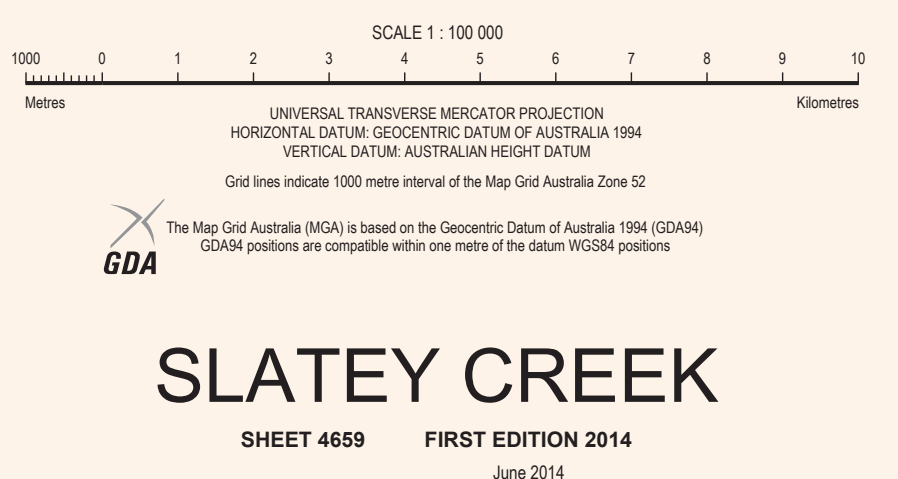 SCALE 1 : 100 000
1000 0 1 2 3 4 5 6 7 8 9 10
Metres Kilometres
UNIVERSAL TRANSVERSE MERCATOR PROJECTION
HORIZONTAL DATUM: GEOCENTRIC DATUM OF AUSTRALIA 1994
VERTICAL DATUM: AUSTRALIAN HEIGHT DATUM
Grid lines indicate 1000 metre interval of the Map Grid Australia Zone 52
The Map Grid Australia (MGA) is based on the Geocentric Datum of Australia 1994 (GDA94)
GDA94 positions are compatible within one metre of the datum WGS84 positions
GDA
SLATEY CREEK
SHEET 4659 FIRST EDITION 2014
June 2014